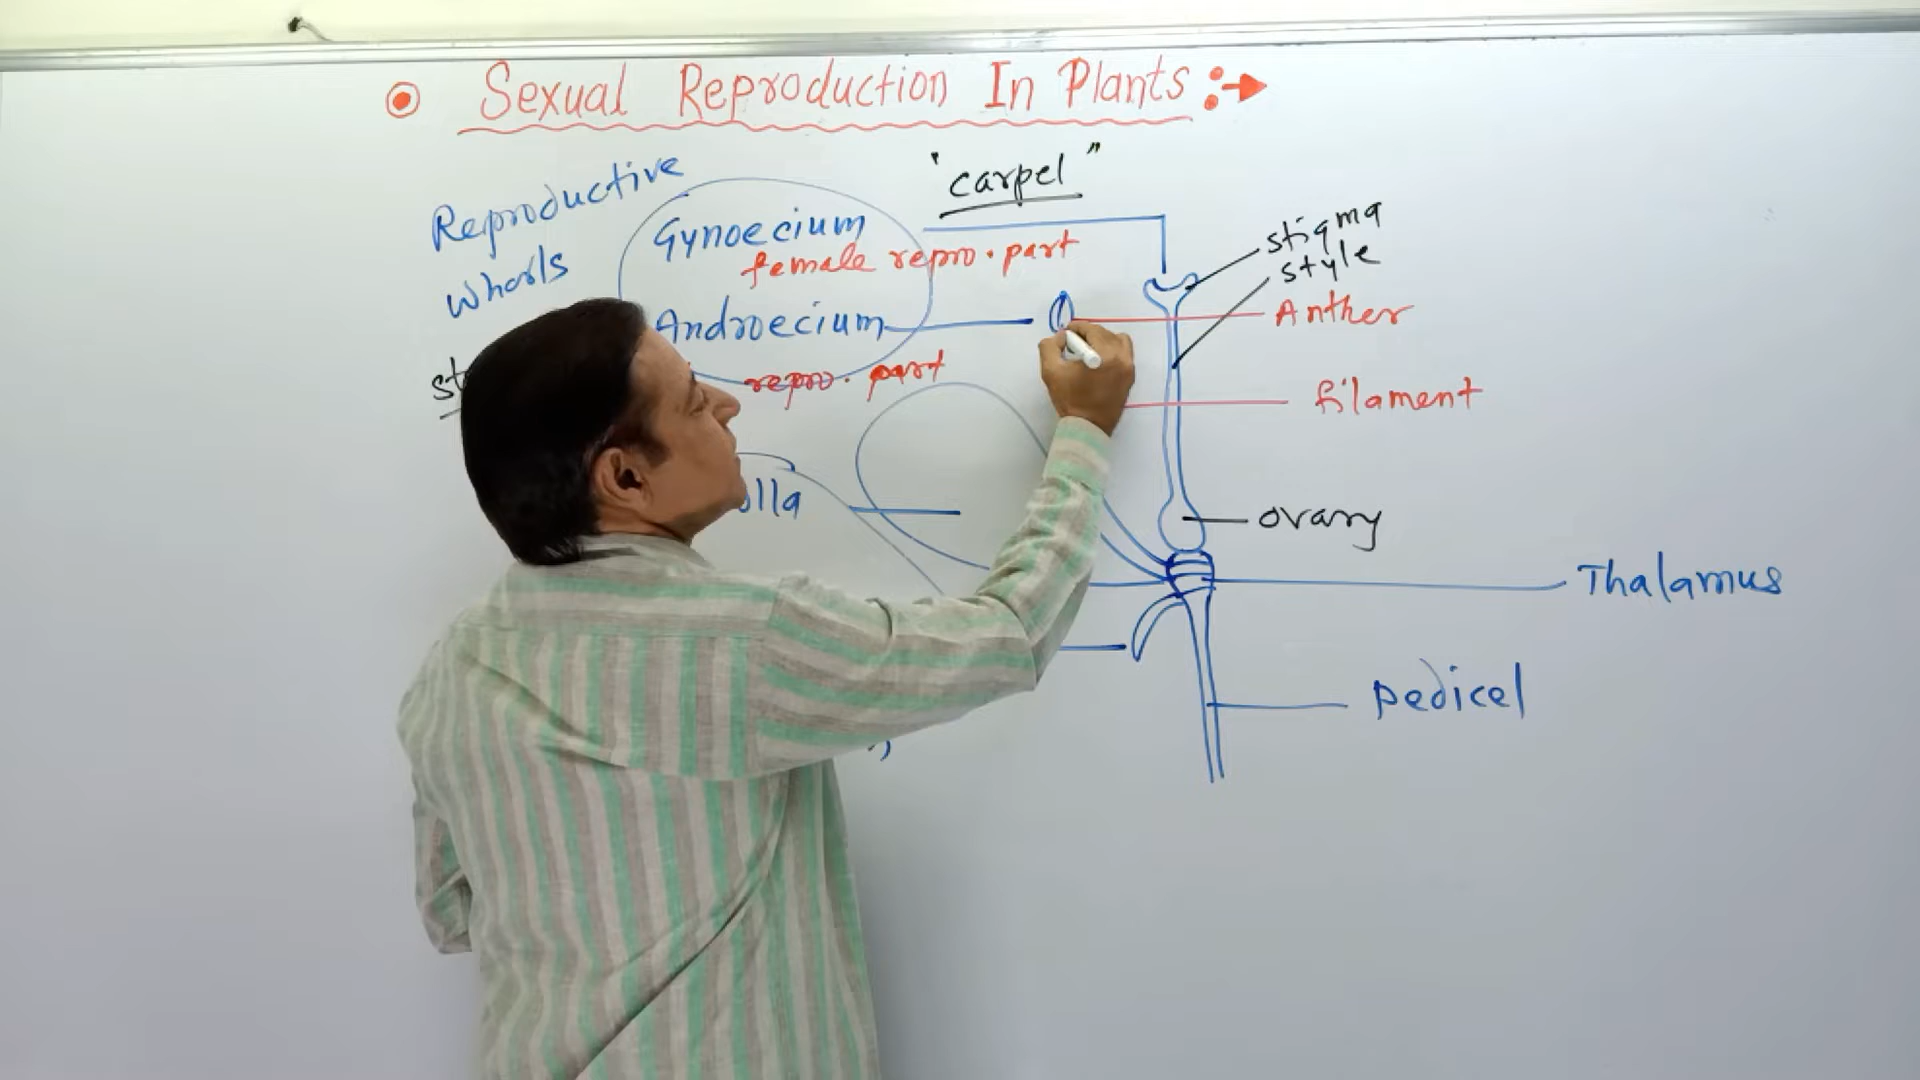 Sexual Reproduction In Plants
"carpel"
Reproductive
Whorls
Gynoecium
female repro. part
Androecium
repro. part
stigma
style
Anther
filament
ovary
Thalamus
pedicel